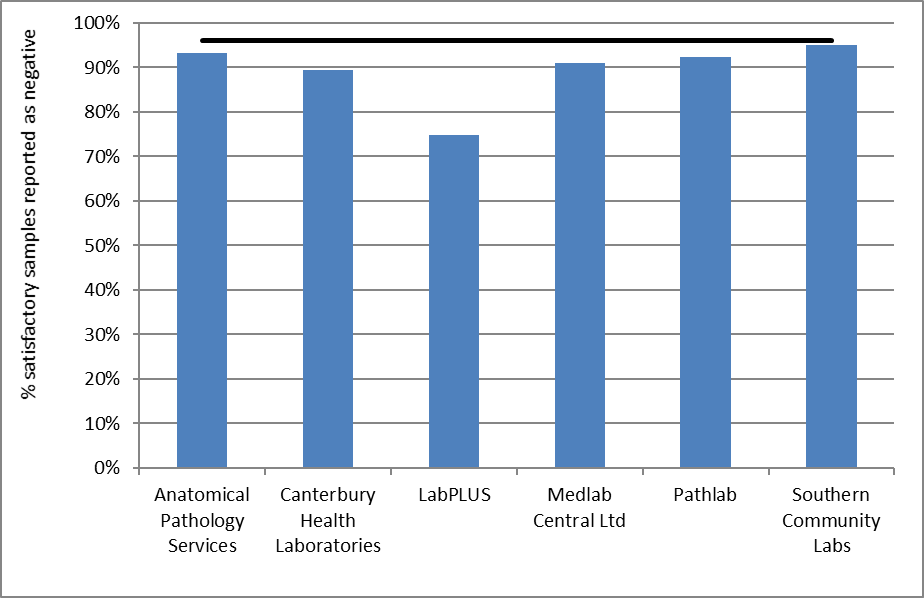 % satisfactory samples reported as negative
100%
90%
80%
70%
60%
50%
40%
30%
20%
10%
0%
Anatomical
Pathology
Services
Canterbury
Health
Laboratories
LabPLUS
Medlab
Central Ltd
Pathlab
Southern
Community
Labs